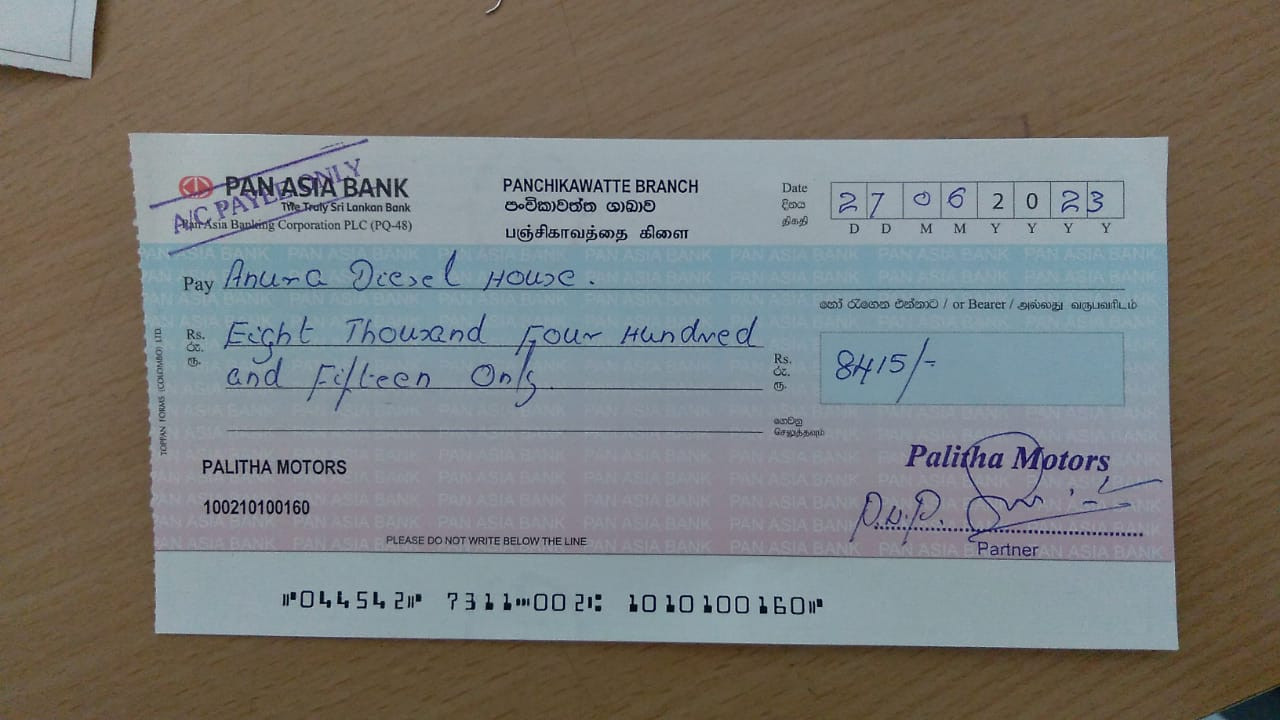 A/C PAYEE ONLY
PAN ASIA BANK
The Truly Sri Lankan Bank
Pan Asia Banking Corporation PLC (PQ-48)
PANCHIKAWATTE BRANCH
පංචිකාවත්ත ශාඛාව
பஞ்சிகாவத்தை கிளை
Date 2 7 0 6 2 0 2 3
දිනය
திகதி
D D M M Y Y Y Y
Pay Anura Diesel House.
හෝ රැගෙන එන්නාට / or Bearer / அல்லது வருபவரிடம்
Rs. Eight Thousand Four Hundred
රු.
ரூ.
and Fifteen Only
Rs. 8415/-
රු.
ரூ.
ගෙවනු
செலுத்தவும்
TOPPAN FORMS (COLOMBO) LTD
PALITHA MOTORS
100210100160
Palitha Motors
Partner
PLEASE DO NOT WRITE BELOW THE LINE
⑈044542⑈ 7311⑉002⑆ 1010100160⑈